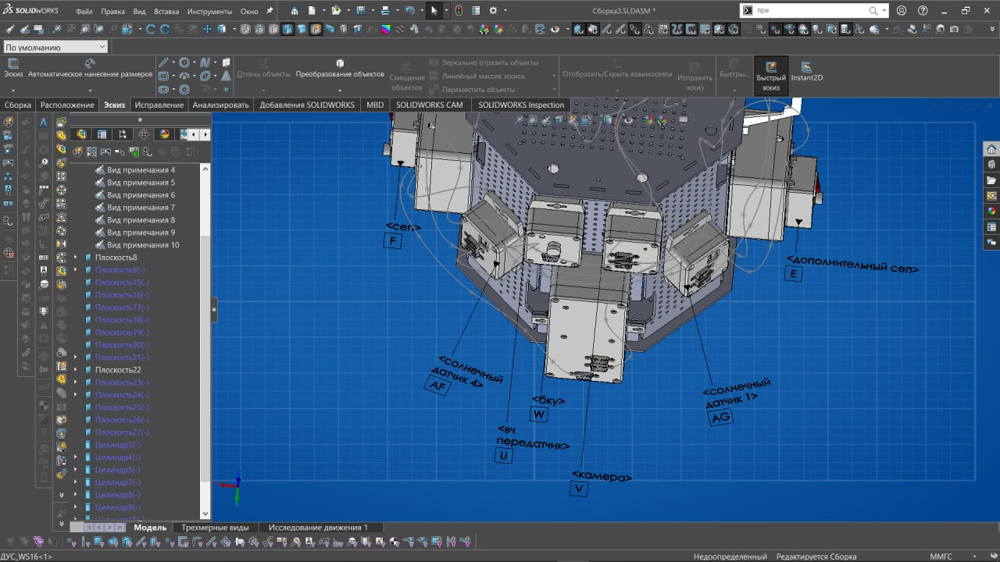 SOLIDWORKS
Файл Правка Вид Вставка Инструменты Окно
Сборка3.SLDASM *
при
По умолчанию
Эскиз
Автоматическое нанесение размеров
Отсечь объекты
Преобразование объектов
Смещение
объектов
Зеркально отразить объекты
Линейный массив эскиза
Переместить объекты
Отобразить/Скрыть взаимосвязи
Исправить
эскиз
Быстры...
Быстрый
эскиз
Instant2D
Сборка Расположение Эскиз Исправление Анализировать Добавления SOLIDWORKS MBD SOLIDWORKS CAM SOLIDWORKS Inspection
Вид примечания 4
Вид примечания 5
Вид примечания 6
Вид примечания 7
Вид примечания 8
Вид примечания 9
Вид примечания 10
Плоскость8
Плоскость9(-)
Плоскость15(-)
Плоскость16(-)
Плоскость17(-)
Плоскость18(-)
Плоскость19(-)
Плоскость20(-)
Плоскость21(-)
Плоскость22
Плоскость23(-)
Плоскость24(-)
Плоскость25(-)
Плоскость26(-)
Плоскость27(-)
Цилиндр3(-)
Цилиндр4(-)
Цилиндр5(-)
Цилиндр7(-)
Цилиндр8(-)
Цилиндр9(-)
<сеп>
F
<дополнительный сеп>
E
<солнечный
датчик 4>
AF
<солнечный
датчик 1>
AG
<бку>
W
<вч
передатчик>
U
<камера>
V
Модель Трехмерные виды Исследование движения 1
ДУС_WS16<1>
Недоопределенный Редактируется Сборка ММГС